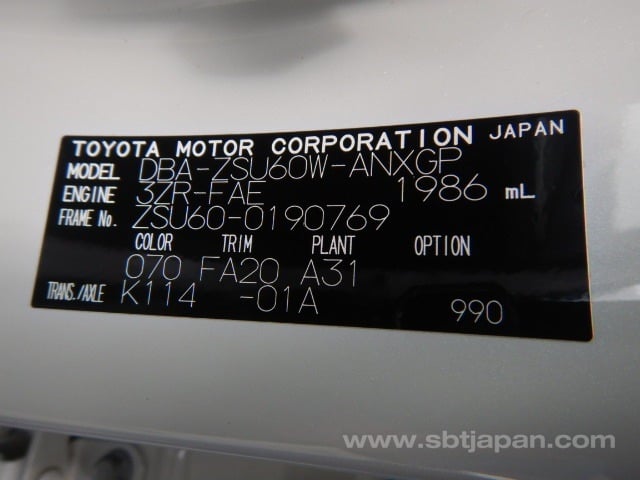 TOYOTA MOTOR CORPORATION JAPAN
MODEL DBA-ZSU60W-ANXGP
ENGINE 3ZR-FAE 1986 mL
FRAME No. ZSU60-0190769
COLOR TRIM PLANT OPTION
070 FA20 A31
TRANS./AXLE K114 -01A 990
www.sbtjapan.com